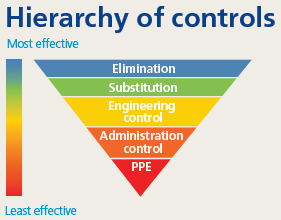 Hierarchy of controls
Most effective
Elimination
Substitution
Engineering
control
Administration
control
PPE
Least effective